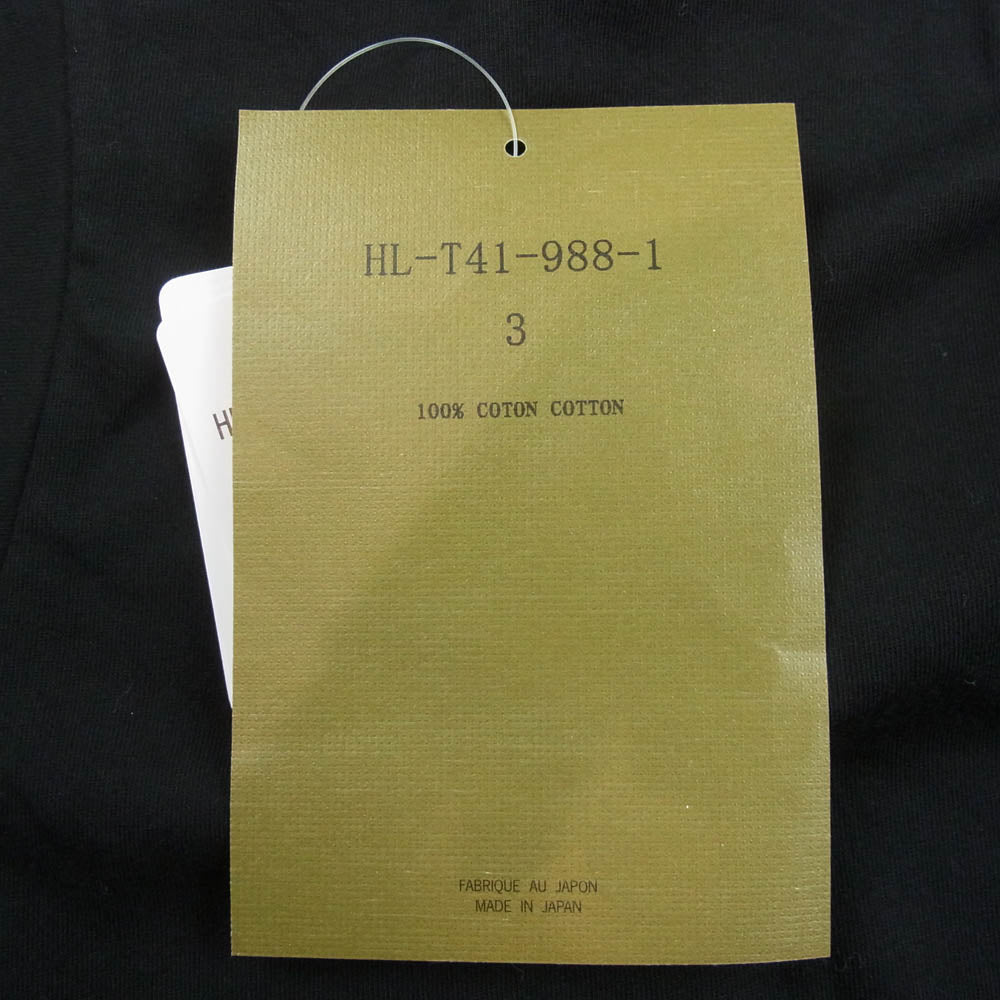 HL-T41-988-1
3
100% COTON COTTON
FABRIQUE AU JAPON
MADE IN JAPAN